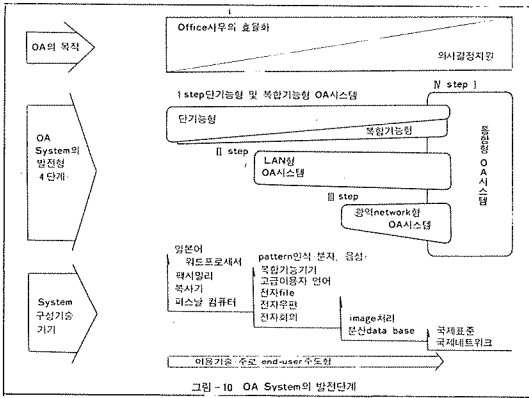 OA의 목적
Office사무의 효율화
의사결정지원
OA
System의
발전형
4단계
I step단기능형 및 복합기능형 OA시스템
단기능형
복합기능형
II step
LAN형
OA시스템
III step
광역network형
OA시스템
IV step
통합형 OA시스템
System
구성기술
기기
일본어
워드프로세서
팩시밀리
복사기
퍼스날 컴퓨터
pattern인식 문자, 음성
복합기능기기
고급이용자 언어
전자file
전자우편
전자회의
image처리
분산data base
국제표준
국제네트워크
이용기술 주로 end-user주도형
그림-10 OA System의 발전단계